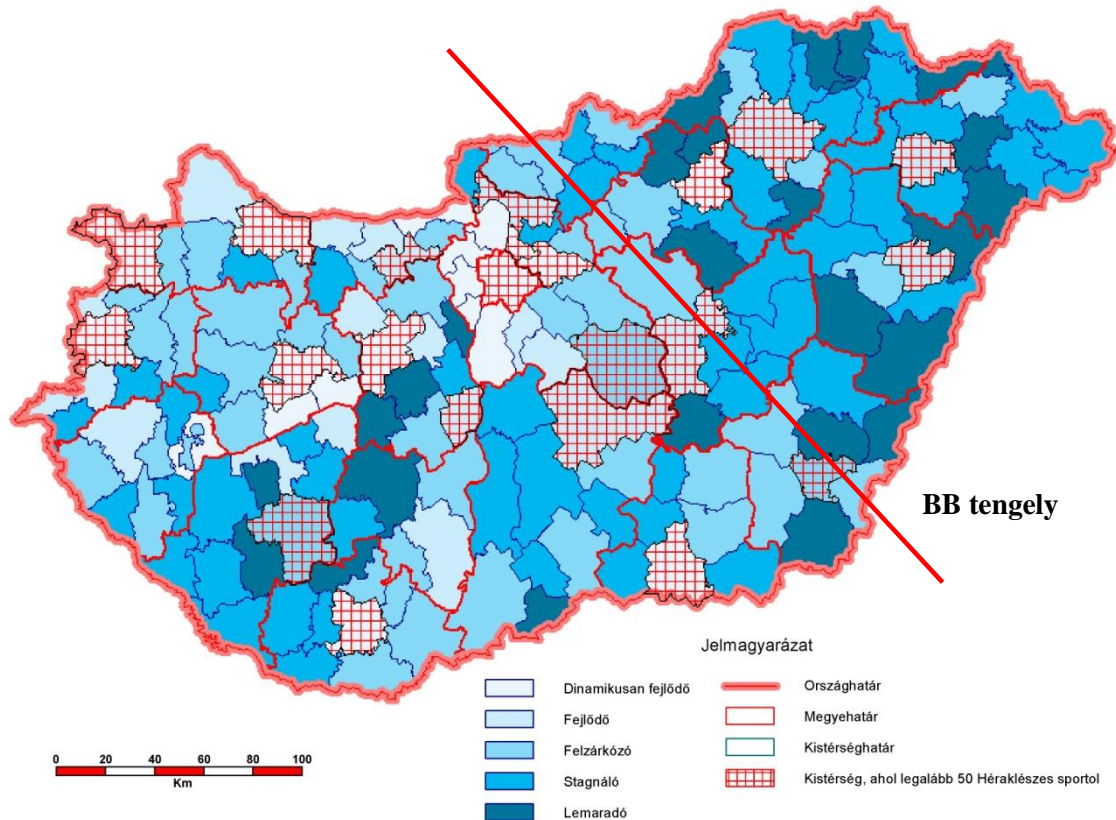 BB tengely
Jelmagyarázat
Dinamikusan fejlődő
Fejlődő
Felzárkózó
Stagnáló
Lemaradó
Országhatár
Megyehatár
Kistérséghatár
Kistérség, ahol legalább 50 Héraklészes sportol
0 20 40 60 80 100
Km